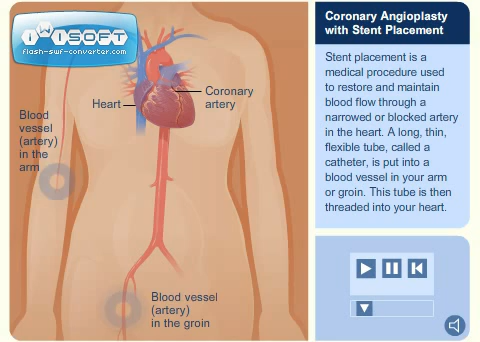 iWiSOFT
flash-swf-converter.com
Heart
Coronary
artery
Blood
vessel
(artery)
in the
arm
Blood vessel
(artery)
in the groin
Coronary Angioplasty
with Stent Placement
Stent placement is a
medical procedure used
to restore and maintain
blood flow through a
narrowed or blocked artery
in the heart. A long, thin,
flexible tube, called a
catheter, is put into a
blood vessel in your arm
or groin. This tube is then
threaded into your heart.